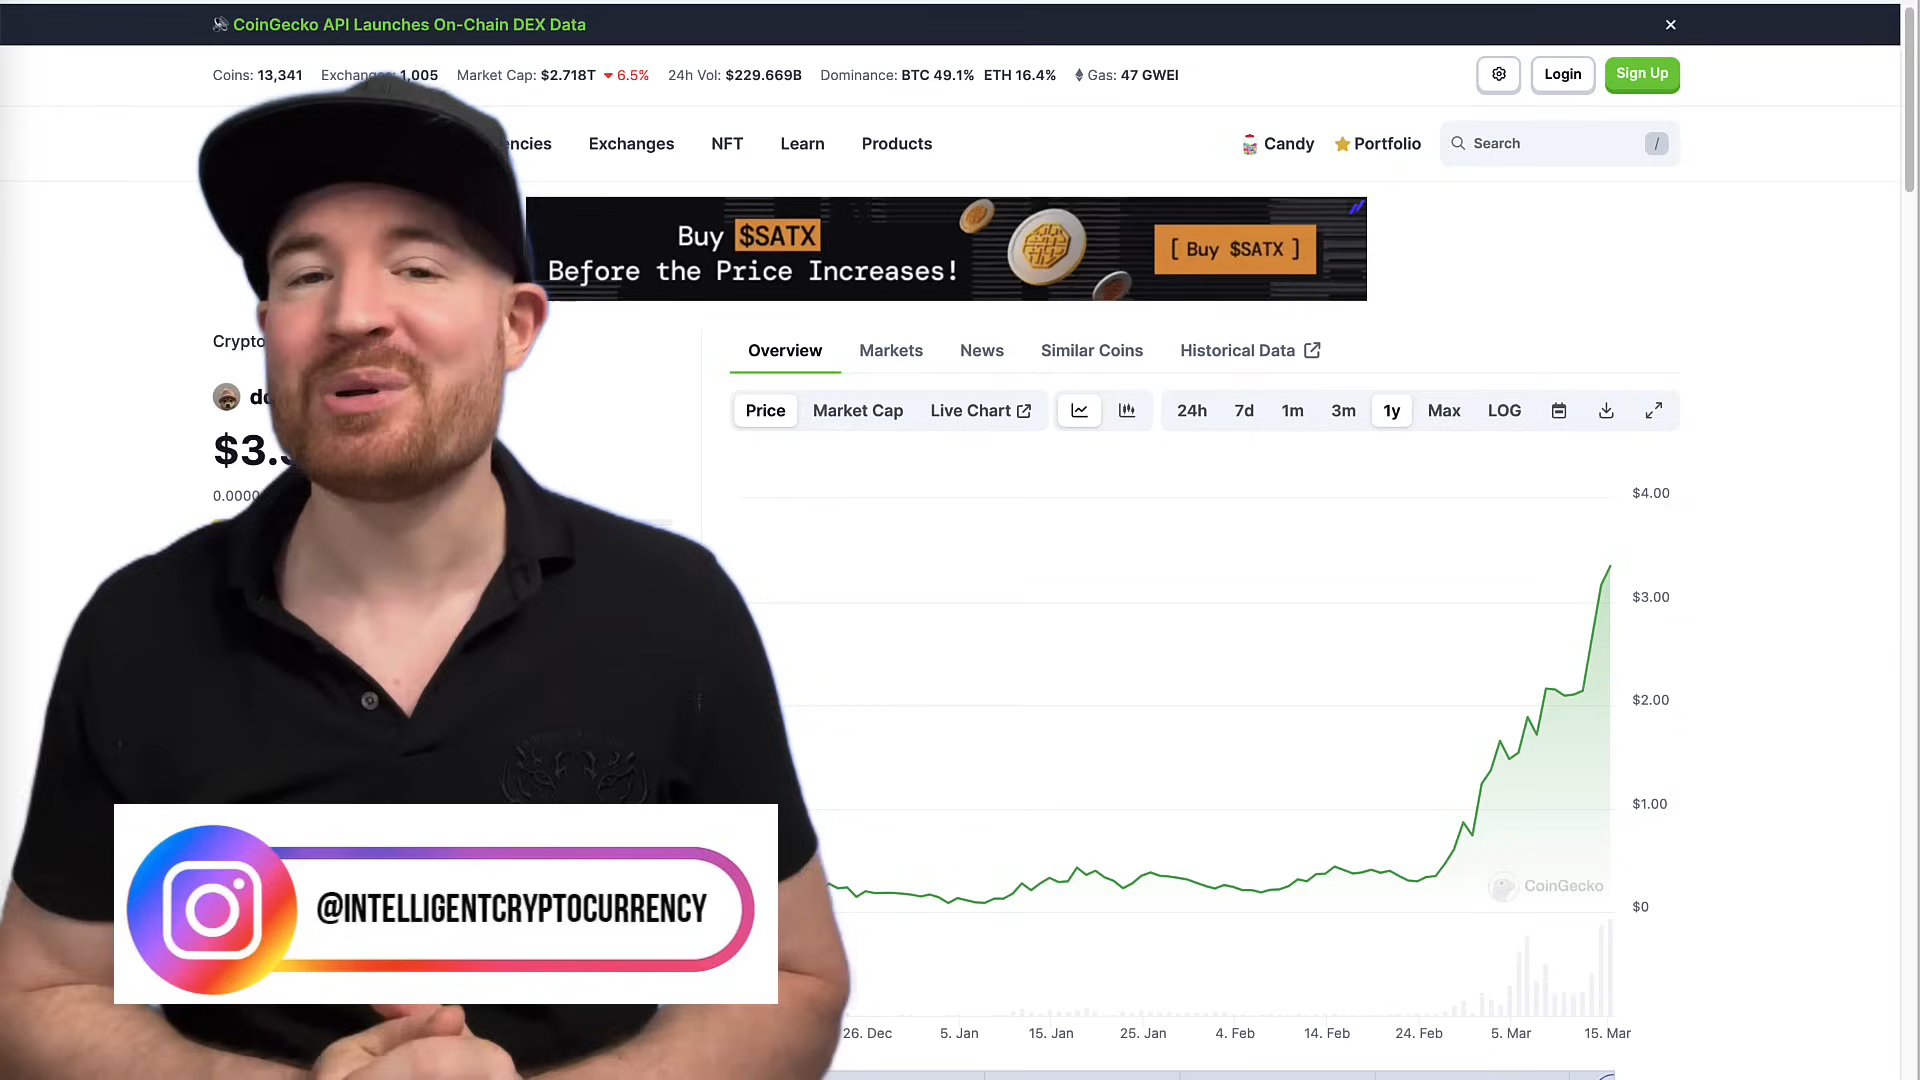 CoinGecko API Launches On-Chain DEX Data
Coins: 13,341 Exchanges: 1,005 Market Cap: $2.718T 6.5% 24h Vol: $229.669B Dominance: BTC 49.1% ETH 16.4% Gas: 47 GWEI
Login
Sign Up
encies Exchanges NFT Learn Products
Candy Portfolio Search /
Buy $SATX
Before the Price Increases!
[ Buy $SATX ]
Crypto
$3.
0.0000
Overview Markets News Similar Coins Historical Data
Price Market Cap Live Chart 24h 7d 1m 3m 1y Max LOG
$4.00
$3.00
$2.00
$1.00
$0
CoinGecko
26. Dec 5. Jan 15. Jan 25. Jan 4. Feb 14. Feb 24. Feb 5. Mar 15. Mar
@INTELLIGENTCRYPTOCURRENCY